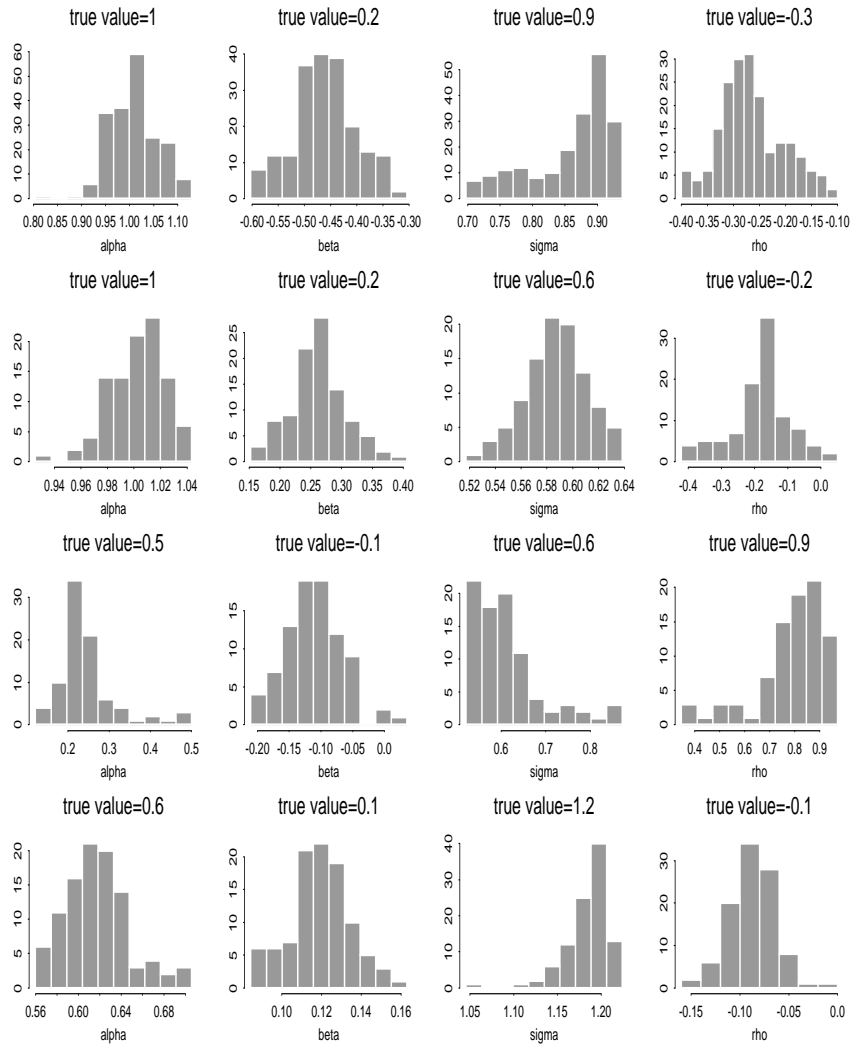 true value=1 true value=0.2 true value=0.9 true value=-0.3
0 10 20 30 40 50 60
0.80 0.85 0.90 0.95 1.00 1.05 1.10
alpha
0 10 20 30 40
-0.60 -0.55 -0.50 -0.45 -0.40 -0.35 -0.30
beta
0 10 20 30 40 50
0.70 0.75 0.80 0.85 0.90
sigma
0 5 10 15 20 25 30
-0.40 -0.35 -0.30 -0.25 -0.20 -0.15 -0.10
rho
true value=1 true value=0.2 true value=0.6 true value=-0.2
0 5 10 15 20
0.94 0.96 0.98 1.00 1.02 1.04
alpha
0 5 10 15 20 25
0.15 0.20 0.25 0.30 0.35 0.40
beta
0 5 10 15 20
0.52 0.54 0.56 0.58 0.60 0.62 0.64
sigma
0 10 20 30
-0.4 -0.3 -0.2 -0.1 0.0
rho
true value=0.5 true value=-0.1 true value=0.6 true value=0.9
0 5 10 15 20 25 30
0.2 0.3 0.4 0.5
alpha
0 5 10 15
-0.20 -0.15 -0.10 -0.05 0.0
beta
0 5 10 15 20
0.6 0.7 0.8
sigma
0 5 10 15 20
0.4 0.5 0.6 0.7 0.8 0.9
rho
true value=0.6 true value=0.1 true value=1.2 true value=-0.1
0 5 10 15 20
0.56 0.60 0.64 0.68
alpha
0 5 10 15 20
0.10 0.12 0.14 0.16
beta
0 10 20 30 40
1.05 1.10 1.15 1.20
sigma
0 10 20 30
-0.15 -0.10 -0.05 0.0
rho